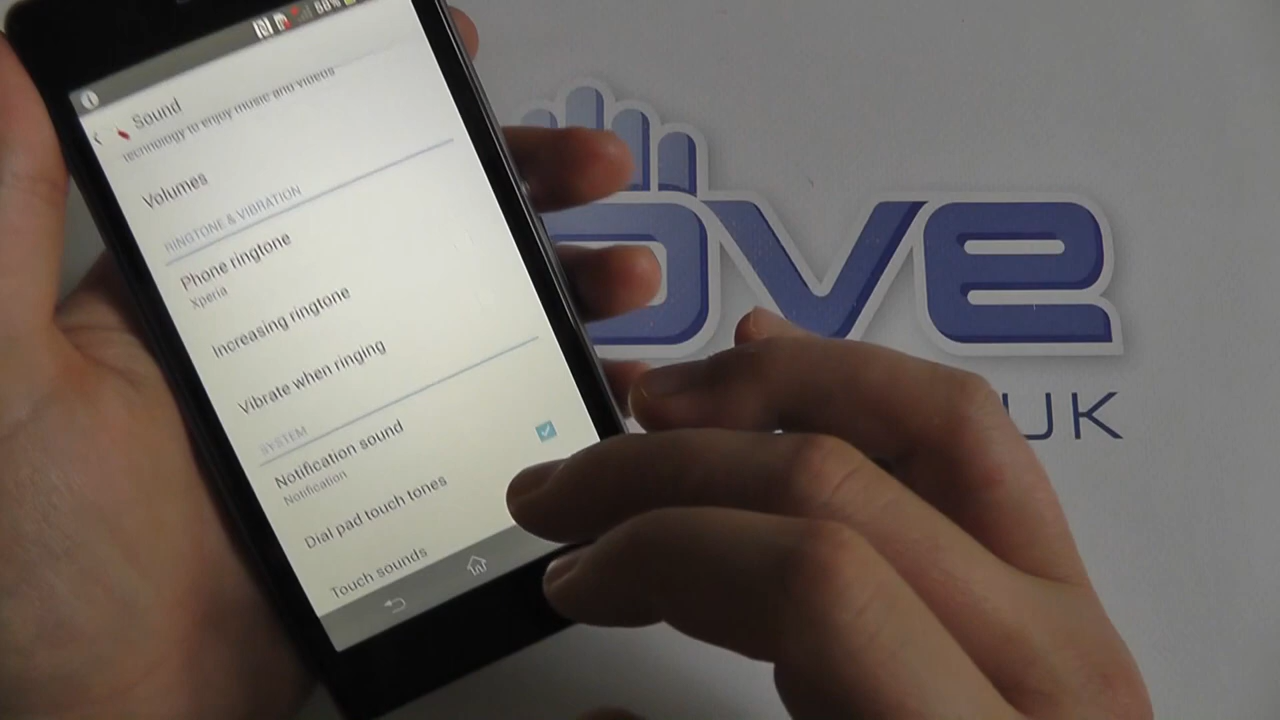 68%
Sound
technology to enjoy music and videos
Volumes
RINGTONE & VIBRATION
Phone ringtone
Xperia
Increasing ringtone
Vibrate when ringing
SYSTEM
Notification sound
Notification
Dial pad touch tones
Touch sounds
ove
UK